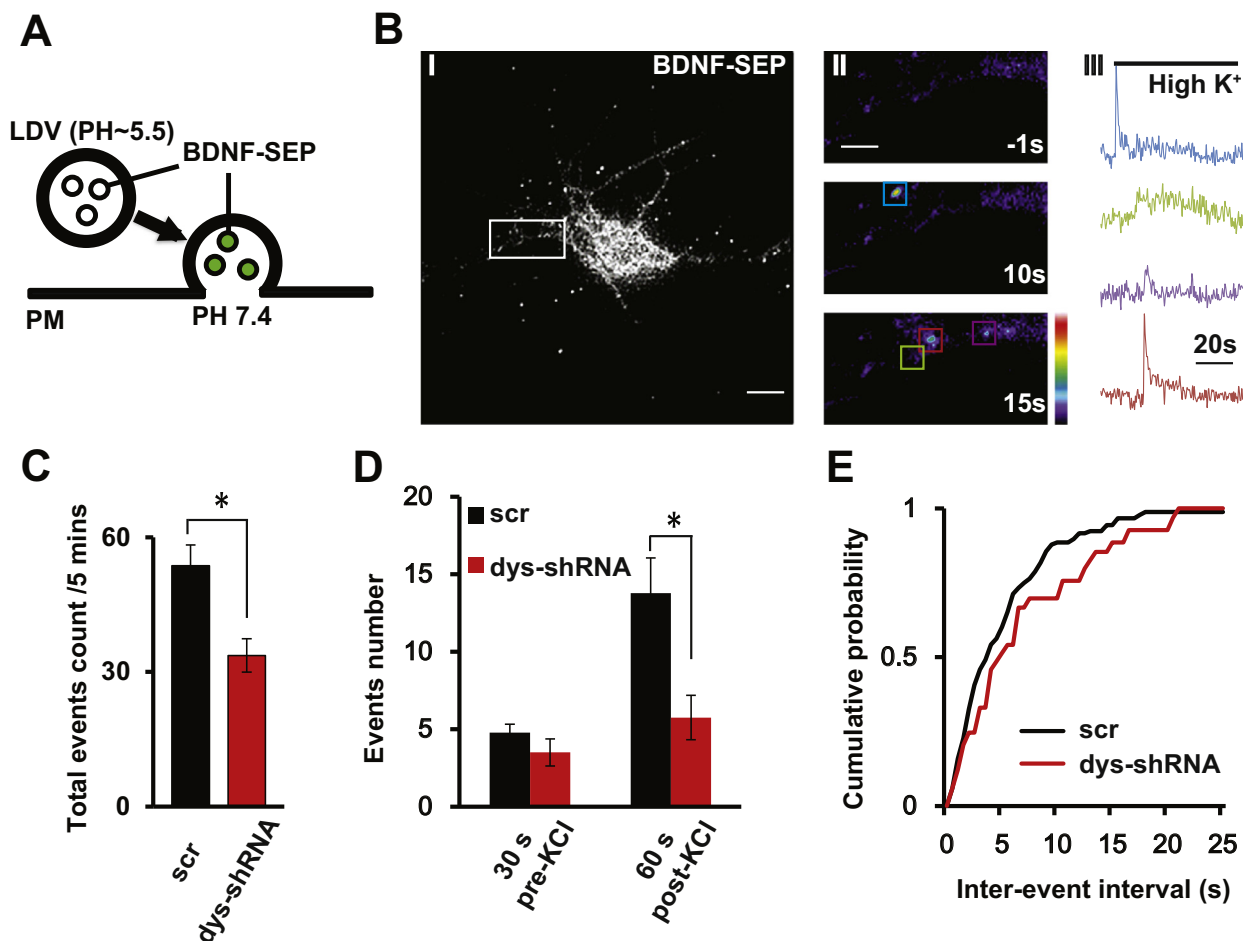 A
LDV (PH~5.5)
BDNF-SEP
PM
PH 7.4
B
I
BDNF-SEP
II
-1s
10s
15s
III
High K+
20s
C
Total events count /5 mins
60
30
0
*
scr
dys-shRNA
D
Events number
20
15
10
5
0
scr
dys-shRNA
*
30 s
pre-KCl
60 s
post-KCl
E
Cumulative probability
1
0.5
0
scr
dys-shRNA
0 5 10 15 20 25
Inter-event interval (s)